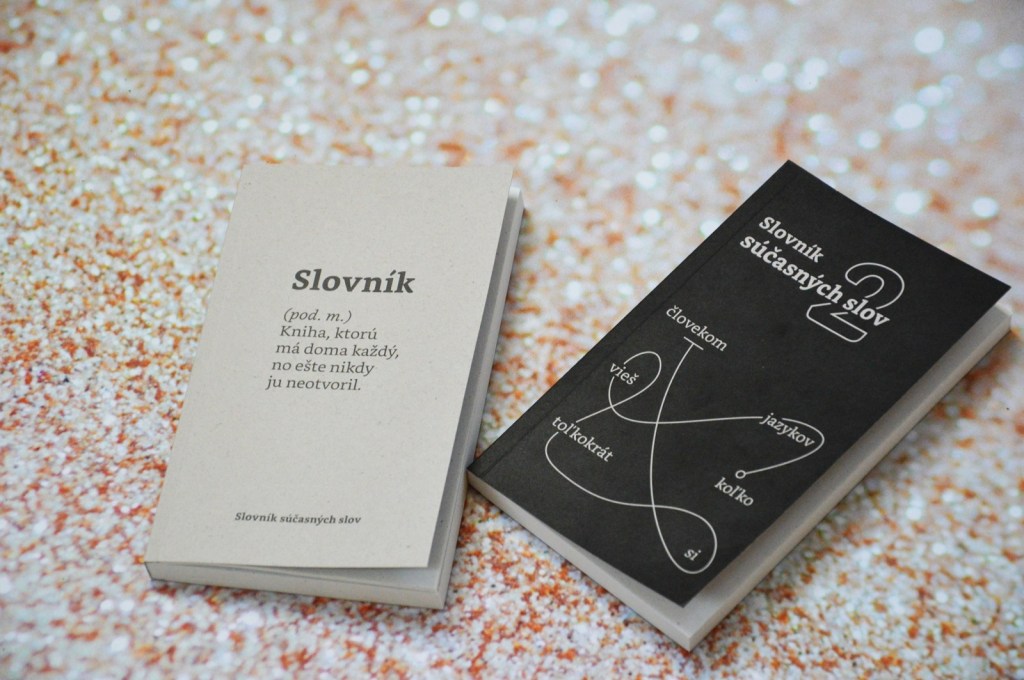 Slovník
(pod. m.)
Kniha, ktorú
má doma každý,
no ešte nikdy
ju neotvoril.
Slovník súčasných slov
Slovník
súčasných slov
2
človekom
vieš
jazykov
toľkokrát
koľko
si